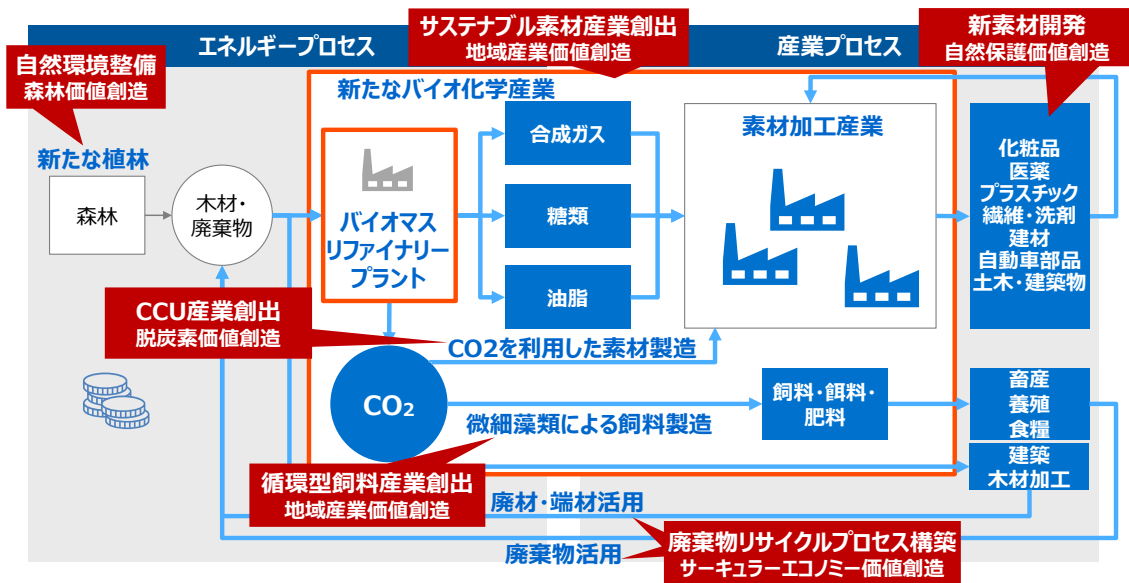 エネルギープロセス
サステナブル素材産業創出
地域産業価値創造
産業プロセス
新素材開発
自然保護価値創造
自然環境整備
森林価値創造
新たな植林
森林
木材・
廃棄物
新たなバイオ化学産業
バイオマス
リファイナリー
プラント
合成ガス
糖類
油脂
素材加工産業
化粧品
医薬
プラスチック
繊維・洗剤
建材
自動車部品
土木・建築物
CCU産業創出
脱炭素価値創造
CO2を利用した素材製造
CO₂
微細藻類による飼料製造
飼料・餌料・
肥料
畜産
養殖
食糧
建築
木材加工
循環型飼料産業創出
地域産業価値創造
廃材・端材活用
廃棄物活用
廃棄物リサイクルプロセス構築
サーキュラーエコノミー価値創造